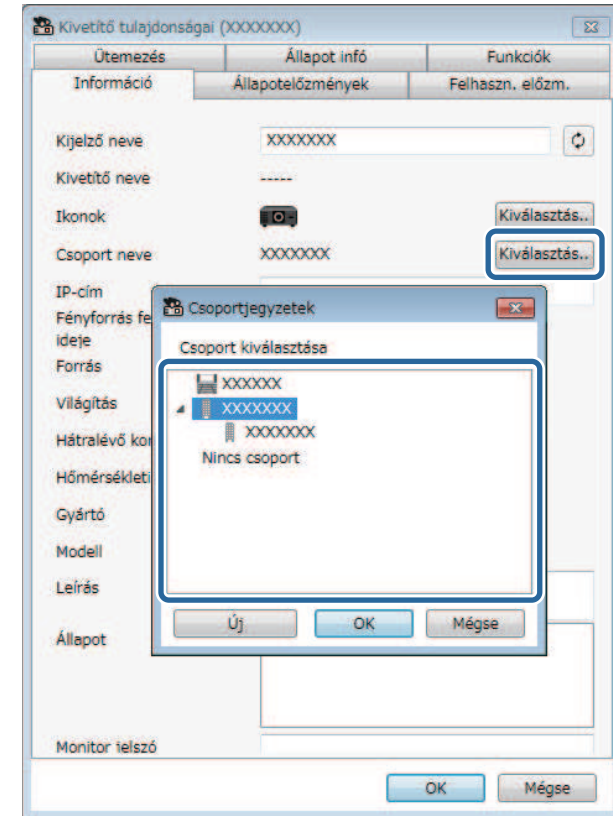 Kivetítő tulajdonságai (XXXXXXX)
Ütemezés Állapot infó Funkciók
Információ Állapotelőzmények Felhaszn. előzm.
Kijelző neve XXXXXXX
Kivetítő neve -----
Ikonok Kiválasztás..
Csoport neve XXXXXXX Kiválasztás..
IP-cím
Fényforrás fe
ideje
Forrás
Világítás
Hátralévő kor
Hőmérsékleti
Gyártó
Modell
Leírás
Állapot
Monitor jelszó
Csoportjegyzetek
Csoport kiválasztása
XXXXXX
XXXXXXX
XXXXXXX
Nincs csoport
Új OK Mégse
OK Mégse